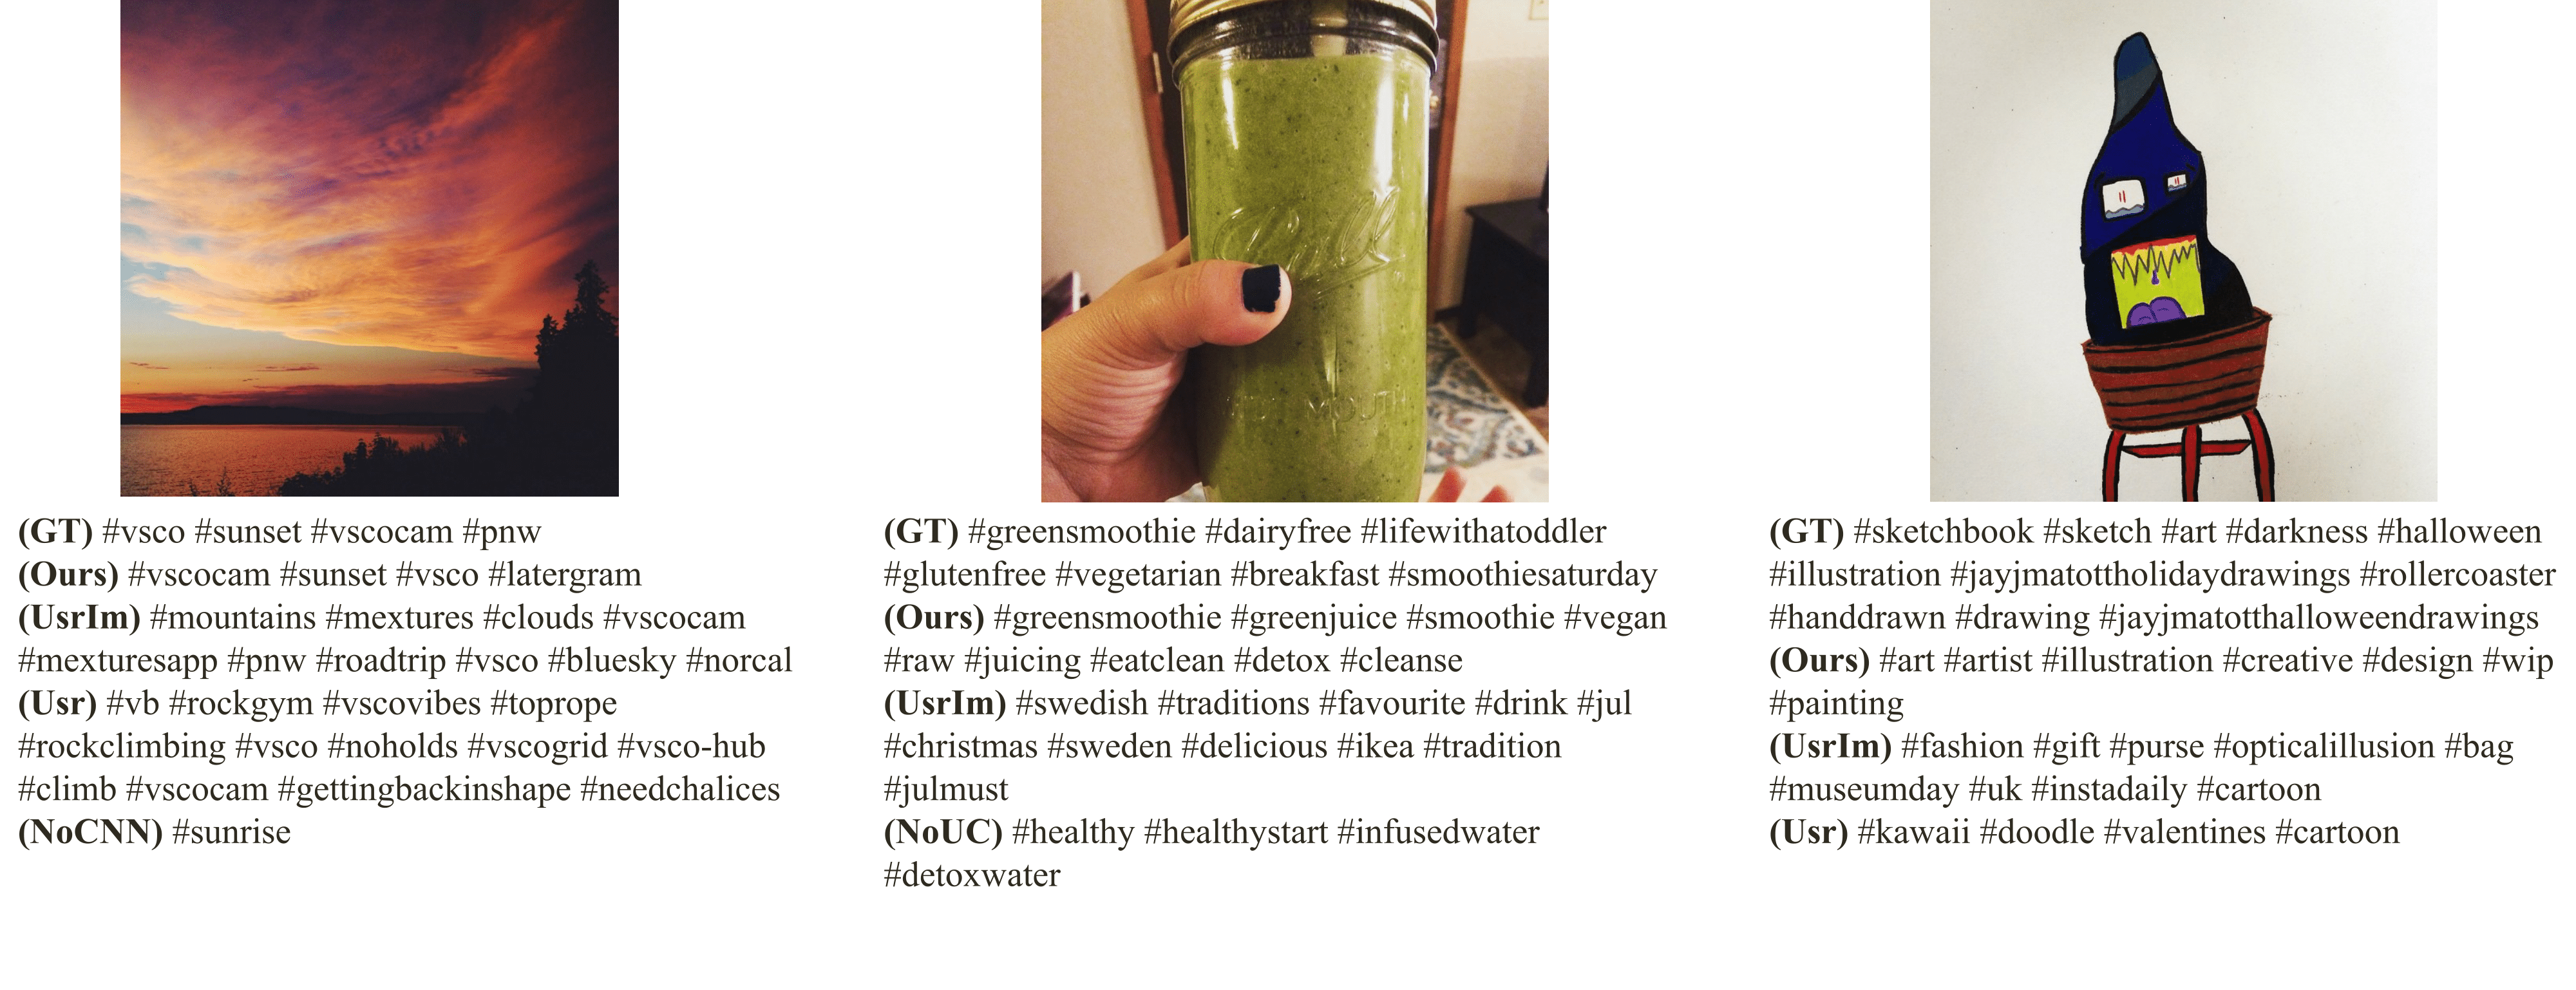 Ball
MOUTH
(GT) #vsco #sunset #vscocam #pnw
(Ours) #vscocam #sunset #vsco #latergram
(UsrIm) #mountains #mextures #clouds #vscocam
#mexturesapp #pnw #roadtrip #vsco #bluesky #norcal
(Usr) #vb #rockgym #vscovibes #toprope
#rockclimbing #vsco #noholds #vscogrid #vsco-hub
#climb #vscocam #gettingbackinshape #needchalices
(NoCNN) #sunrise
(GT) #greensmoothie #dairyfree #lifewithatoddler
#glutenfree #vegetarian #breakfast #smoothiesaturday
(Ours) #greensmoothie #greenjuice #smoothie #vegan
#raw #juicing #eatclean #detox #cleanse
(UsrIm) #swedish #traditions #favourite #drink #jul
#christmas #sweden #delicious #ikea #tradition
#julmust
(NoUC) #healthy #healthystart #infusedwater
#detoxwater
(GT) #sketchbook #sketch #art #darkness #halloween
#illustration #jayjmatottholidaydrawings #rollercoaster
#handdrawn #drawing #jayjmatotthalloweendrawings
(Ours) #art #artist #illustration #creative #design #wip
#painting
(UsrIm) #fashion #gift #purse #opticalillusion #bag
#museumday #uk #instadaily #cartoon
(Usr) #kawaii #doodle #valentines #cartoon